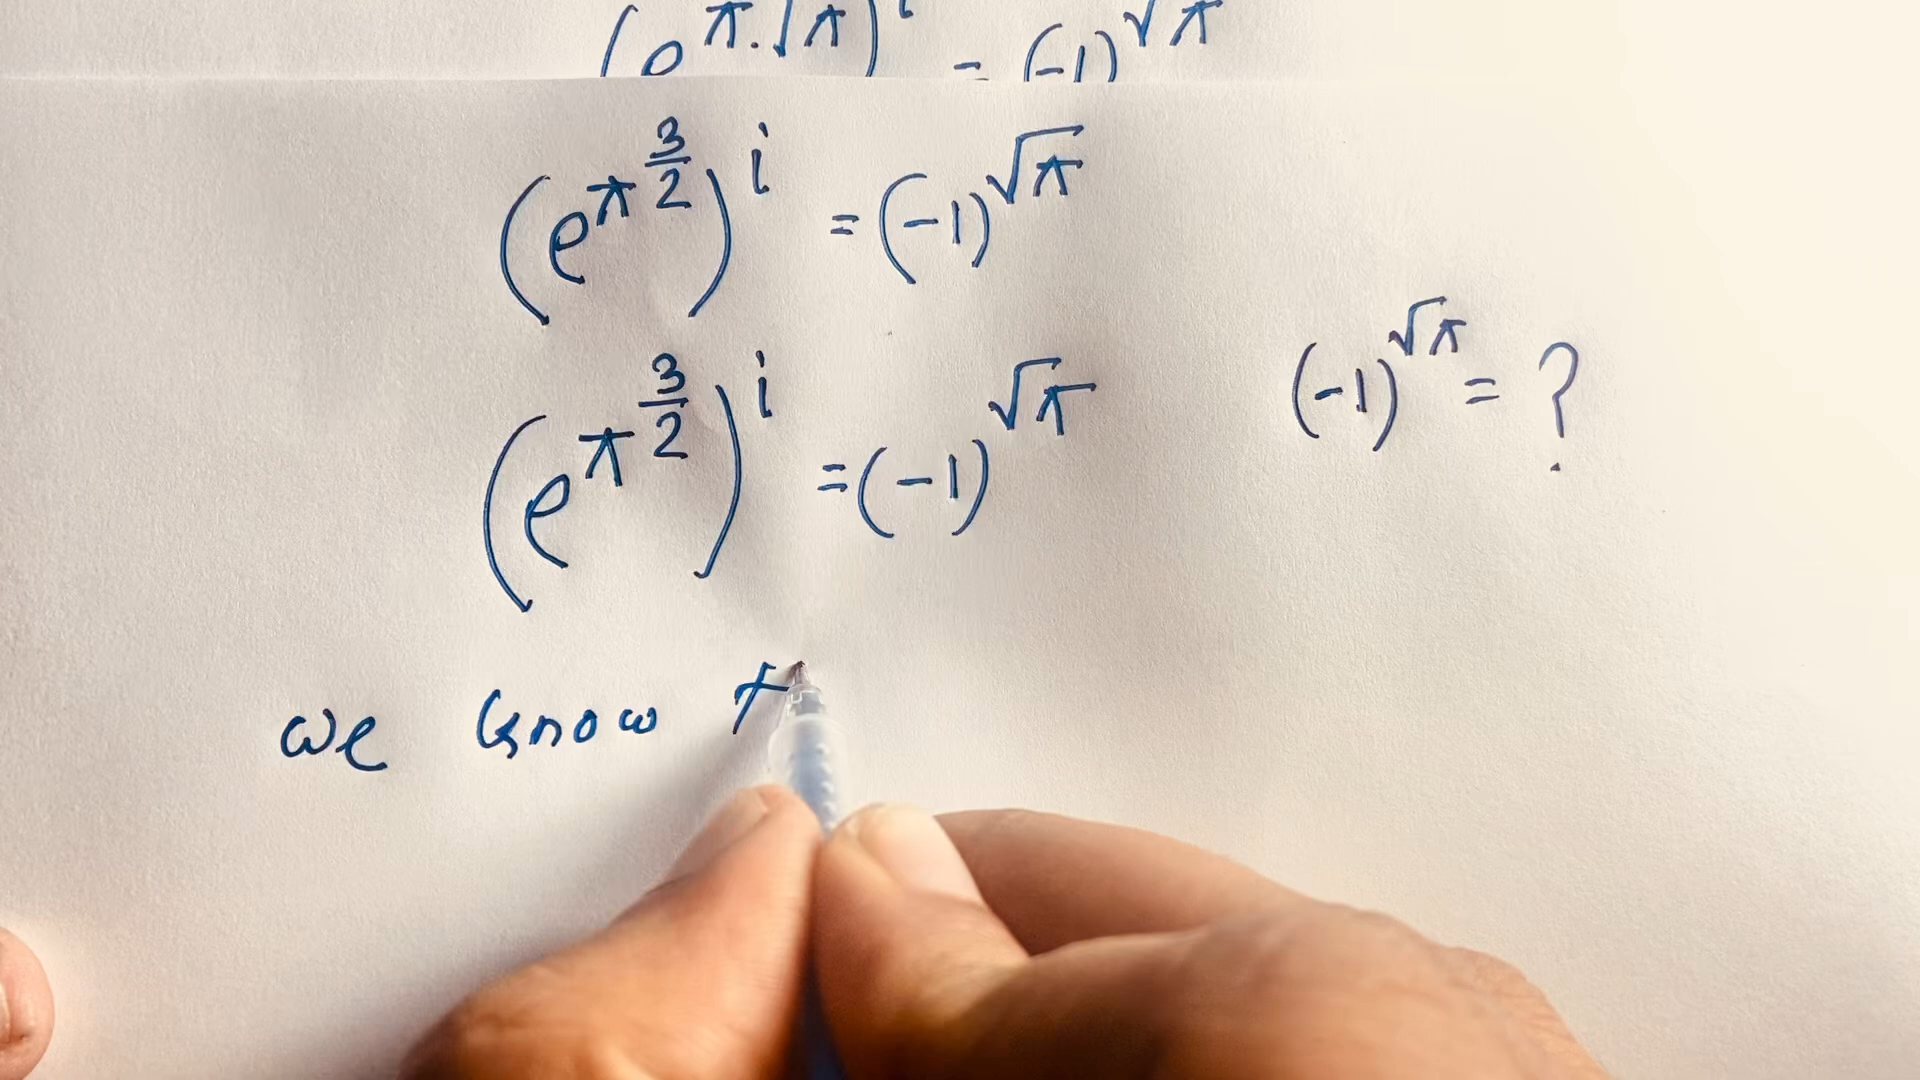 (e^{π·√π})^i = (-1)^{√π}
(e^{π^{3/2}})^i = (-1)^{√π}
(e^{π^{3/2}})^i = (-1)^{√π}
(-1)^{√π} = ?
we know